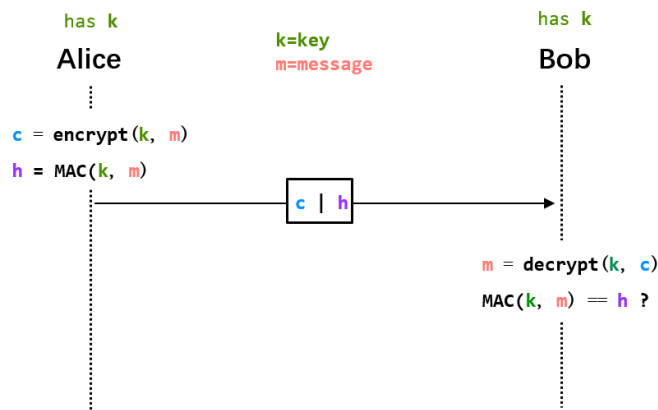 has k
has k
k=key
m=message
Alice
Bob
c = encrypt(k, m)
h = MAC(k, m)
c | h
m = decrypt(k, c)
MAC(k, m) == h ?